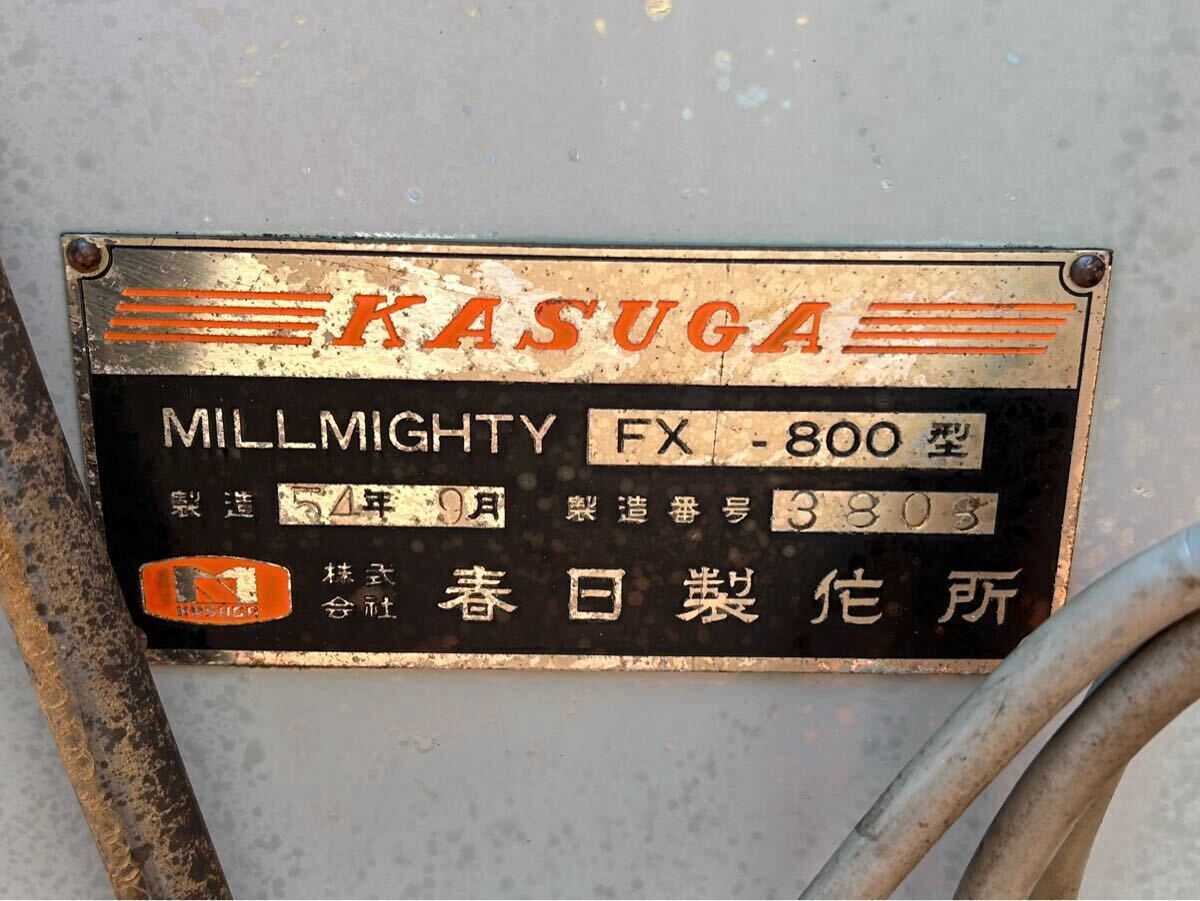 KASUGA
MILLMIGHTY FX -800型
製造 54年 9月 製造番号 3803
KASUGA 株式会社 春日製作所